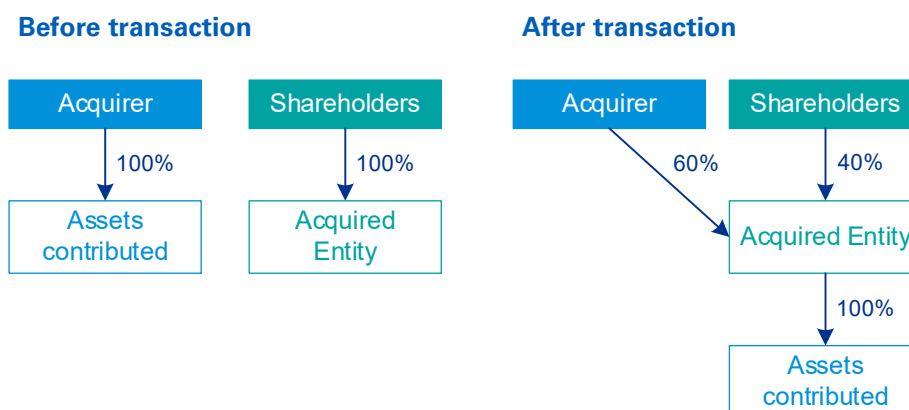 Before transaction
After transaction
Acquirer
Shareholders
Acquirer
Shareholders
100%
100%
60%
40%
Assets
contributed
Acquired
Entity
Acquired Entity
100%
Assets
contributed